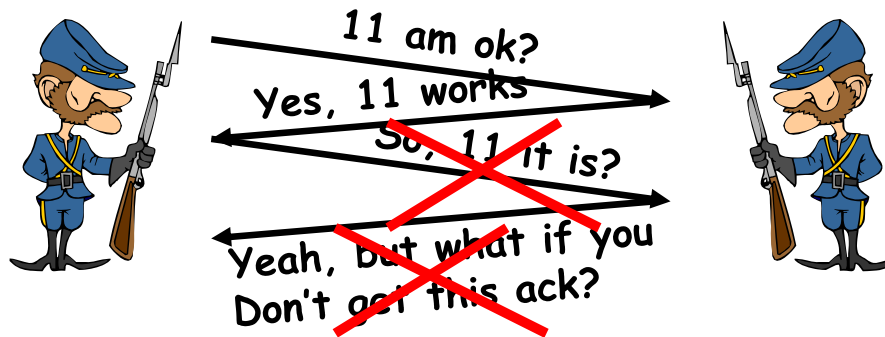 11 am ok?
Yes, 11 works
So, 11 it is?
Yeah, but what if you
Don't get this ack?